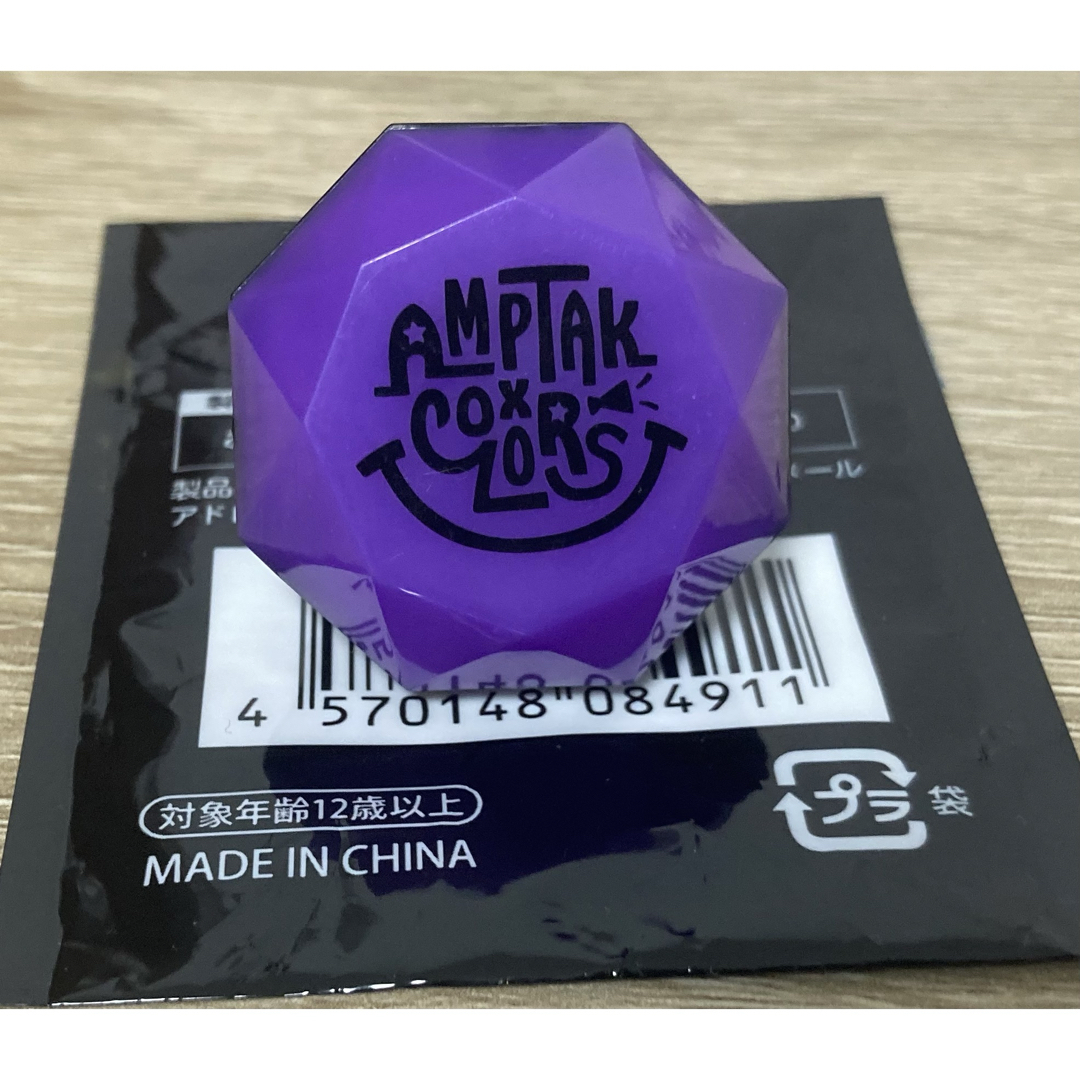 AMPTAK
COLORS
製品
ール
アド
4 570148 084911
対象年齢12歳以上
MADE IN CHINA
プラ 袋